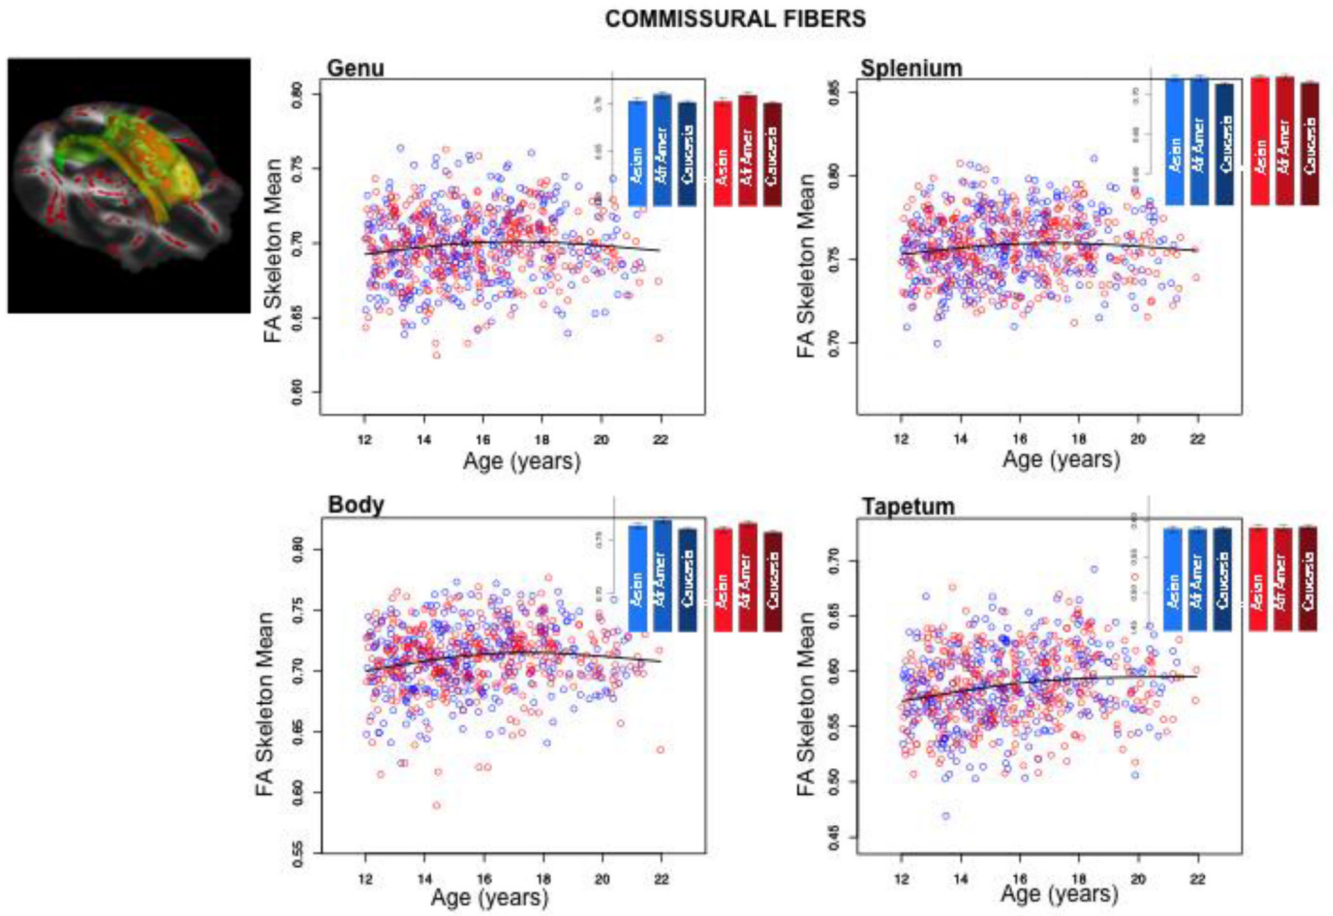 COMMISSURAL FIBERS
Genu
FA Skeleton Mean
0.80
0.75
0.70
0.65
0.60
12 14 16 18 20 22
Age (years)
Asian
Afr Amer
Caucasia
Asian
Afr Amer
Caucasia
Splenium
FA Skeleton Mean
0.85
0.80
0.75
0.70
12 14 16 18 20 22
Age (years)
Asian
Afr Amer
Caucasia
Asian
Afr Amer
Caucasia
Body
FA Skeleton Mean
0.80
0.75
0.70
0.65
0.60
0.55
12 14 16 18 20 22
Age (years)
Asian
Afr Amer
Caucasia
Asian
Afr Amer
Caucasia
Tapetum
FA Skeleton Mean
0.70
0.65
0.60
0.55
0.50
0.45
12 14 16 18 20 22
Age (years)
Asian
Afr Amer
Caucasia
Asian
Afr Amer
Caucasia